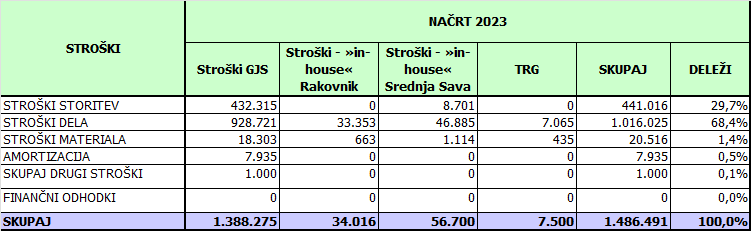 STROŠKI NAČRT 2023
Stroški GJS Stroški - »in-house« Rakovnik Stroški - »in-house« Srednja Sava TRG SKUPAJ DELEŽI
STROŠKI STORITEV 432.315 0 8.701 0 441.016 29,7%
STROŠKI DELA 928.721 33.353 46.885 7.065 1.016.025 68,4%
STROŠKI MATERIALA 18.303 663 1.114 435 20.516 1,4%
AMORTIZACIJA 7.935 0 0 0 7.935 0,5%
SKUPAJ DRUGI STROŠKI 1.000 0 0 0 1.000 0,1%
FINANČNI ODHODKI 0 0 0 0 0 0,0%
SKUPAJ 1.388.275 34.016 56.700 7.500 1.486.491 100,0%